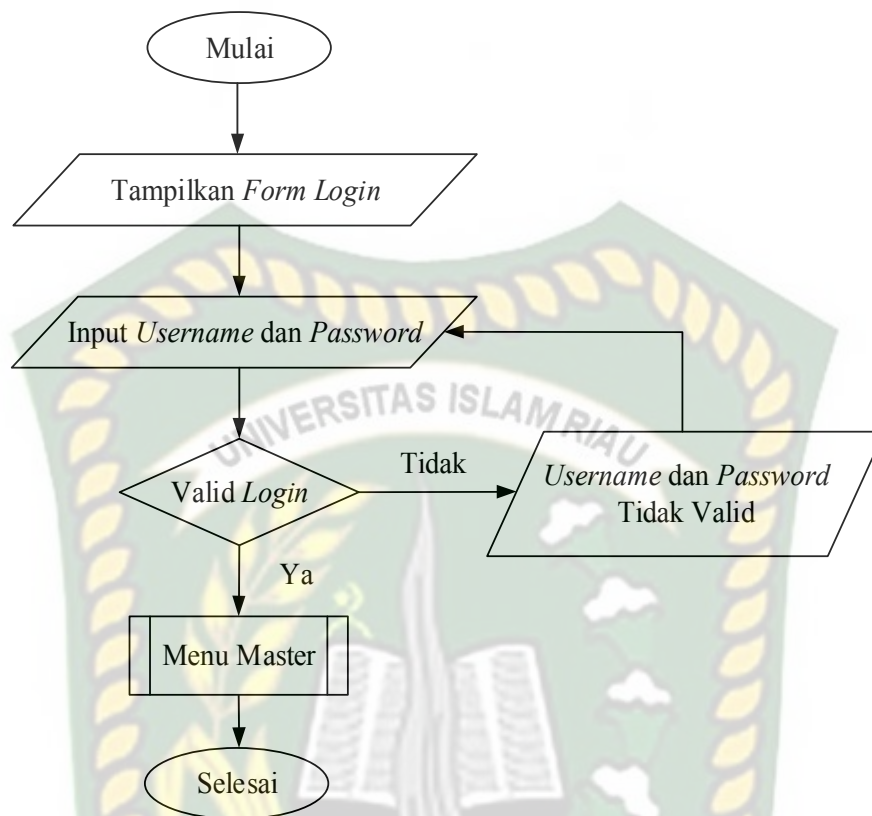 Mulai
Tampilkan Form Login
Input Username dan Password
UNIVERSITAS ISLAM RIAU
Valid Login
Tidak
Username dan Password
Tidak Valid
Ya
Menu Master
Selesai